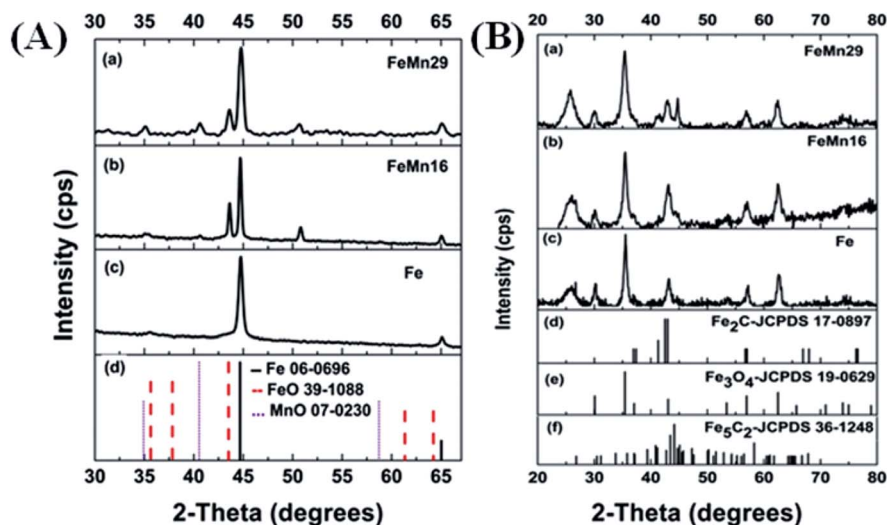 (A)
30 35 40 45 50 55 60 65
(a) FeMn29
(b) FeMn16
(c) Fe
(d)
Fe 06-0696
FeO 39-1088
MnO 07-0230
30 35 40 45 50 55 60 65
2-Theta (degrees)
Intensity (cps)
(B)
20 30 40 50 60 70 80
(a) FeMn29
(b) FeMn16
(c) Fe
(d) Fe₂C-JCPDS 17-0897
(e) Fe₃O₄-JCPDS 19-0629
(f) Fe₅C₂-JCPDS 36-1248
20 30 40 50 60 70 80
2-Theta (degrees)
Intensity (cps)